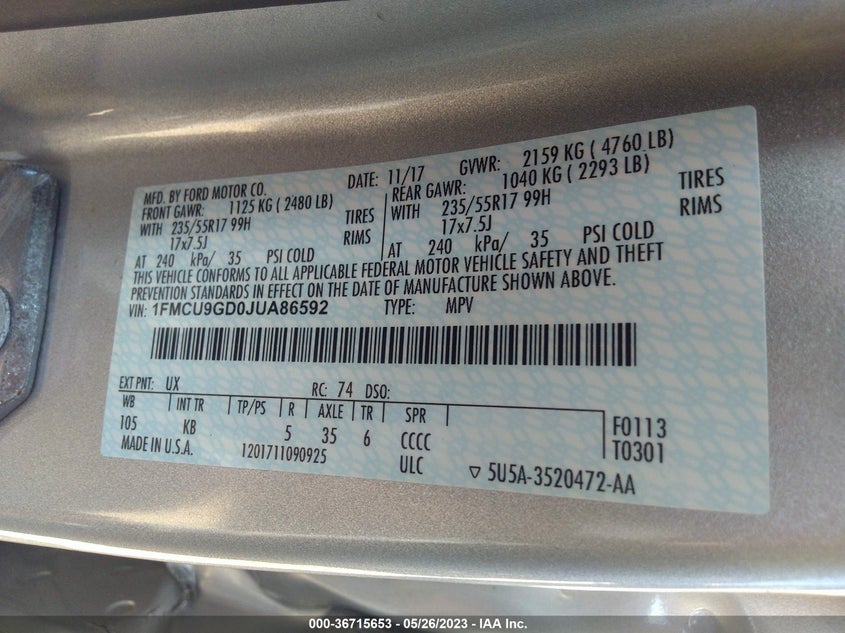 MFD. BY FORD MOTOR CO. DATE: 11/17 GVWR: 2159 KG ( 4760 LB)
FRONT GAWR: 1125 KG ( 2480 LB) REAR GAWR: 1040 KG ( 2293 LB)
WITH 235/55R17 99H TIRES WITH 235/55R17 99H TIRES
17x7.5J RIMS 17x7.5J RIMS
AT 240 kPa/ 35 PSI COLD AT 240 kPa/ 35 PSI COLD
THIS VEHICLE CONFORMS TO ALL APPLICABLE FEDERAL MOTOR VEHICLE SAFETY AND THEFT
PREVENTION STANDARDS IN EFFECT ON THE DATE OF MANUFACTURE SHOWN ABOVE.
VIN: 1FMCU9GD0JUA86592 TYPE: MPV
EXT PNT: UX RC: 74 DSO:
WB INT TR TP/PS R AXLE TR SPR
105 KB 5 35 6 CCCC F0113
MADE IN U.S.A. 1201711090925 ULC T0301
▽ 5U5A-3520472-AA
000-36715653 - 05/26/2023 - IAA Inc.